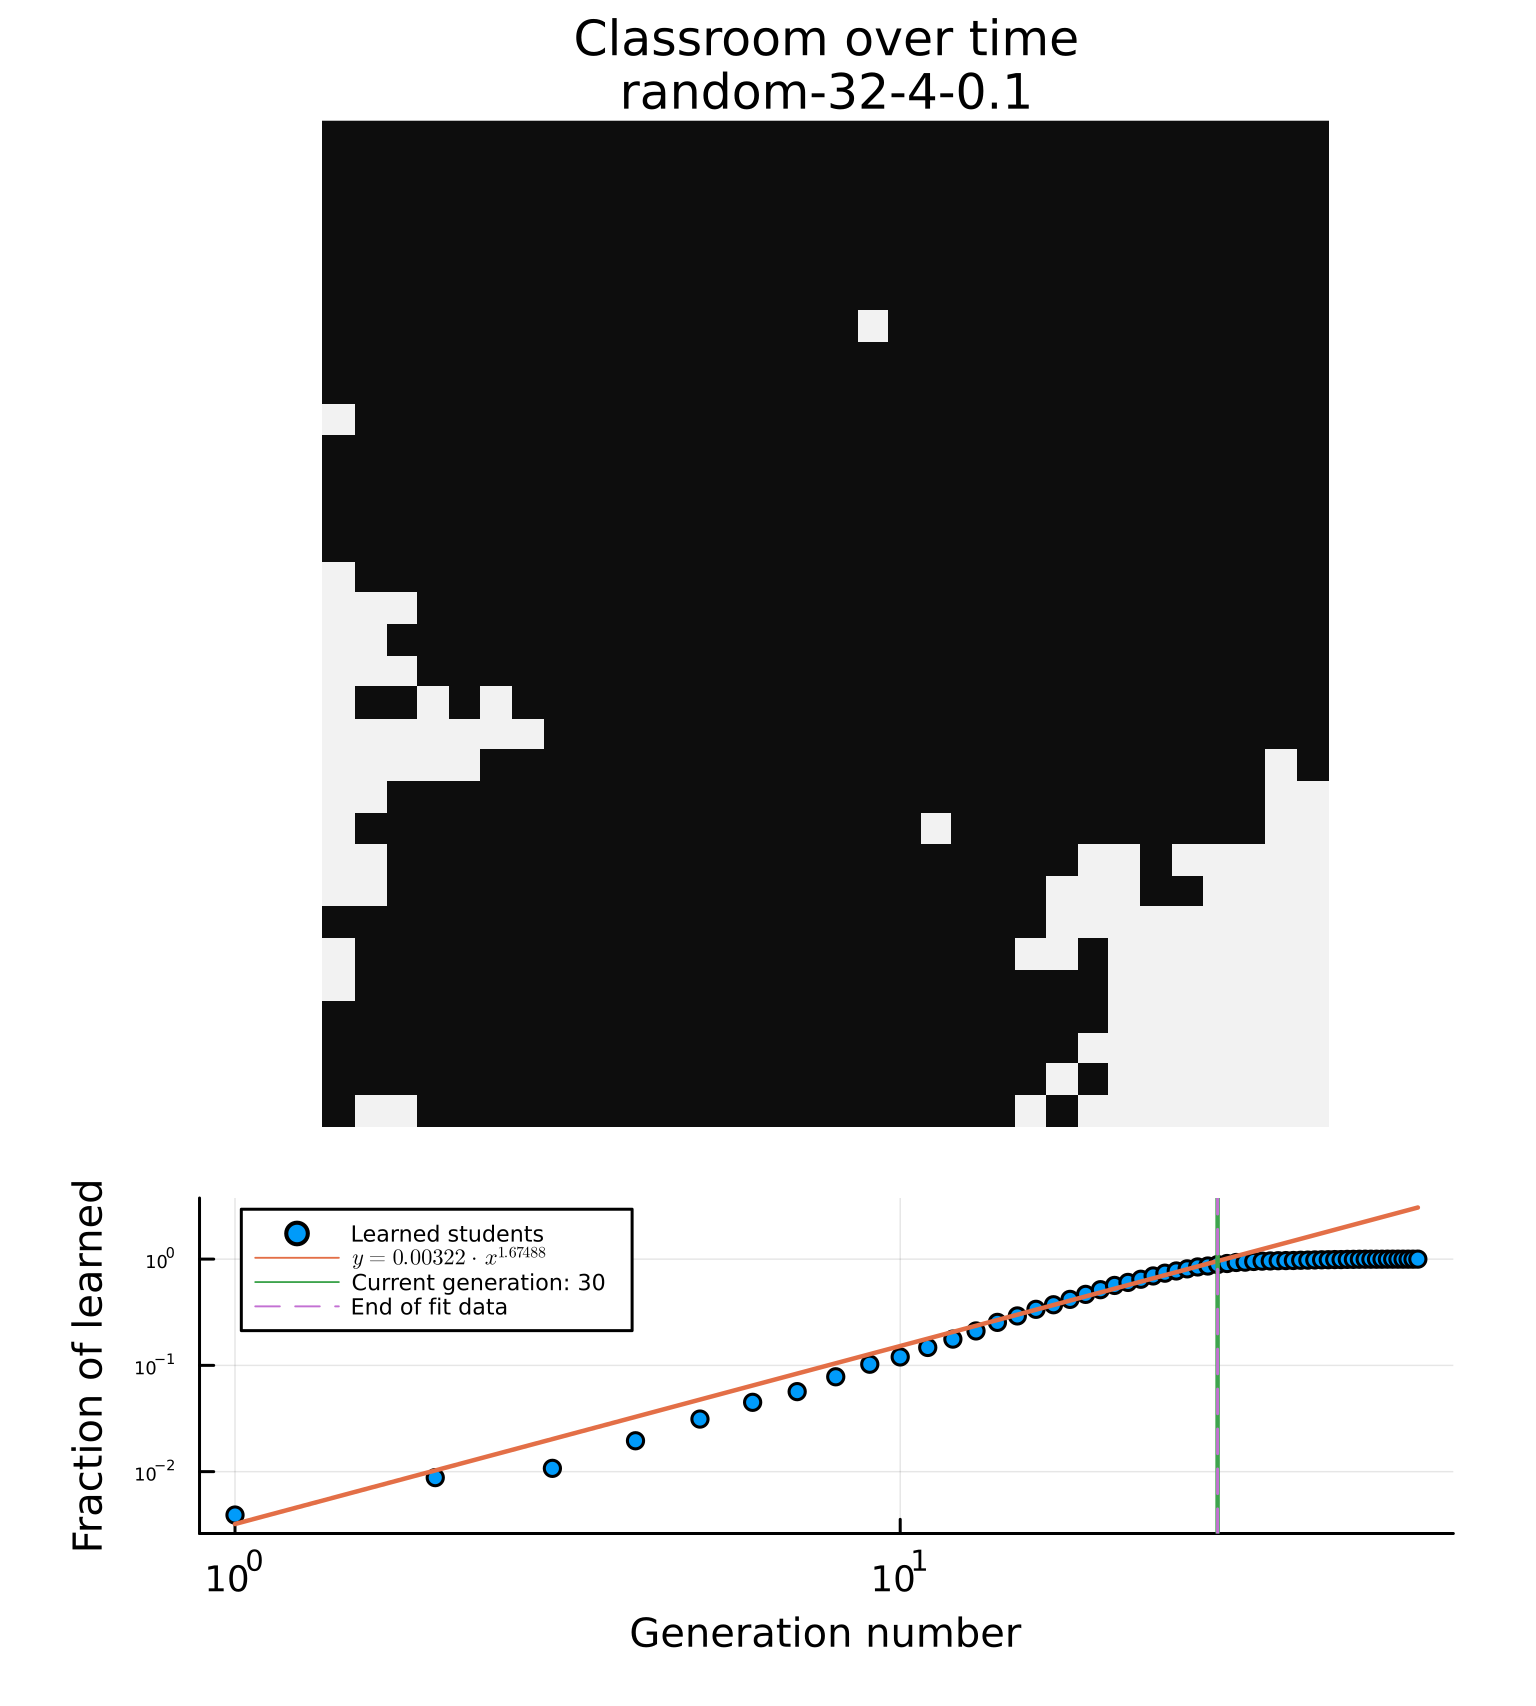 Classroom over time
random-32-4-0.1
Fraction of learned
Learned students
y = 0.00322 · x^1.67488
Current generation: 30
End of fit data
10^0
10^-1
10^-2
10^0
10^1
Generation number